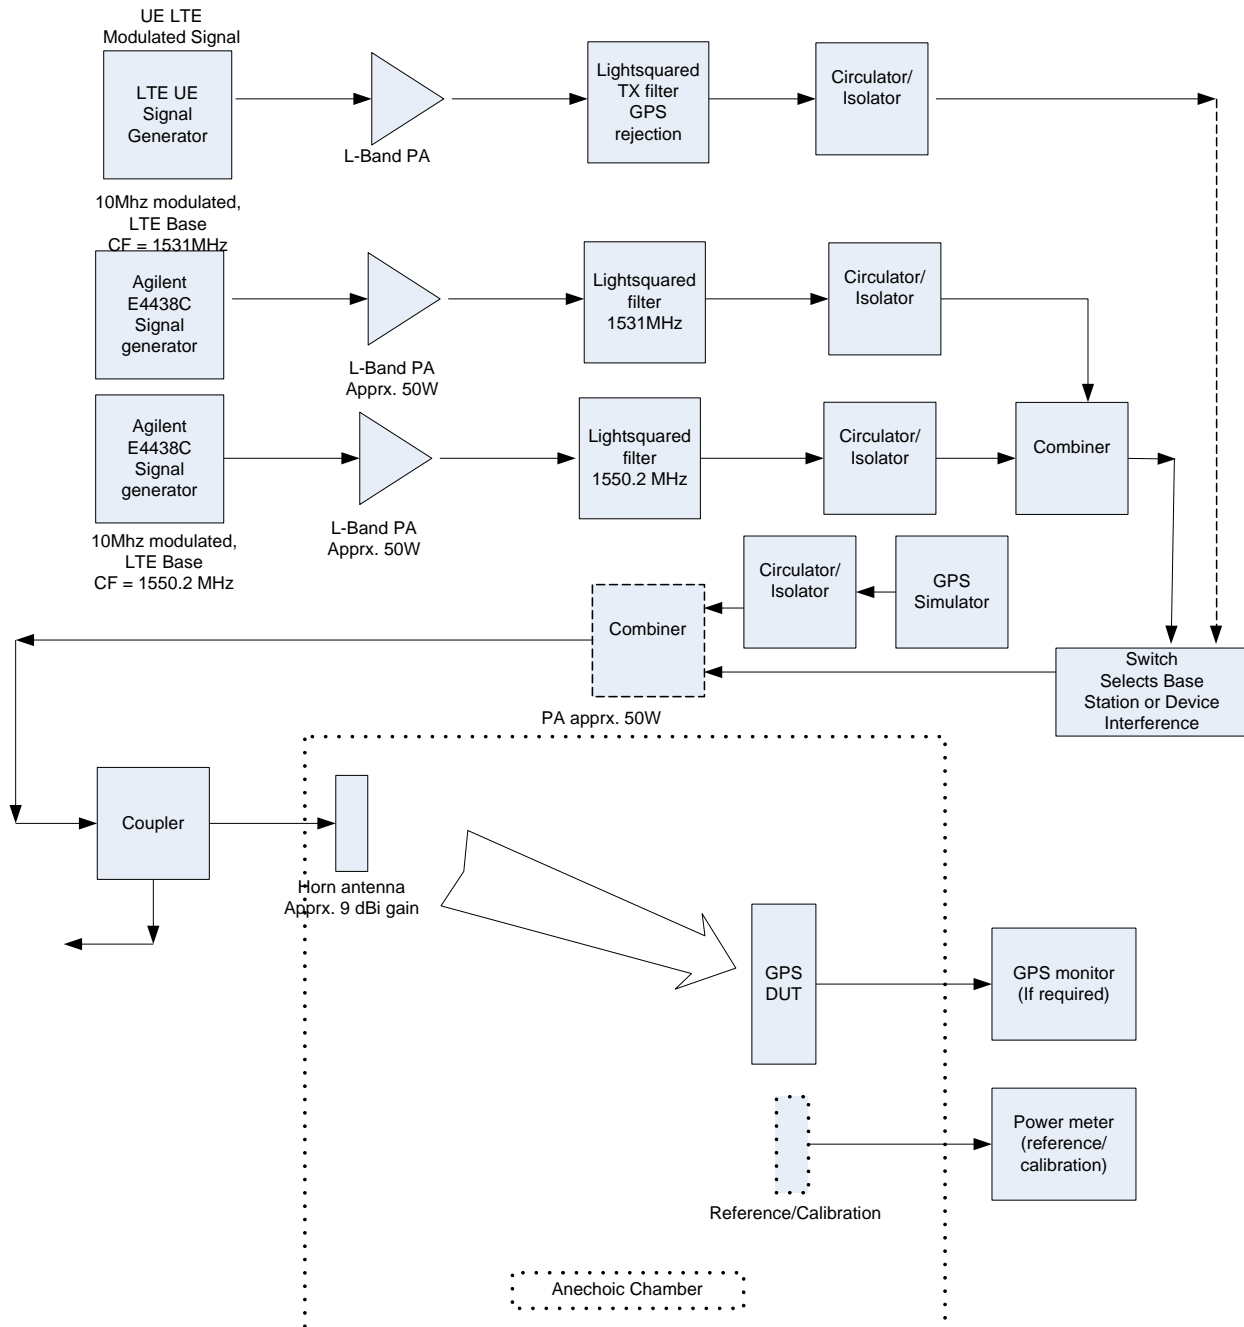 UE LTE
Modulated Signal
LTE UE
Signal
Generator
L-Band PA
Lightsquared
TX filter
GPS
rejection
Circulator/
Isolator
10Mhz modulated,
LTE Base
CF = 1531MHz
Agilent
E4438C
Signal
generator
L-Band PA
Apprx. 50W
Lightsquared
filter
1531MHz
Circulator/
Isolator
Agilent
E4438C
Signal
generator
10Mhz modulated,
LTE Base
CF = 1550.2 MHz
L-Band PA
Apprx. 50W
Lightsquared
filter
1550.2 MHz
Circulator/
Isolator
Combiner
Circulator/
Isolator
GPS
Simulator
Combiner
PA apprx. 50W
Switch
Selects Base
Station or Device
Interference
Coupler
Horn antenna
Apprx. 9 dBi gain
GPS
DUT
GPS monitor
(If required)
Power meter
(reference/
calibration)
Reference/Calibration
Anechoic Chamber